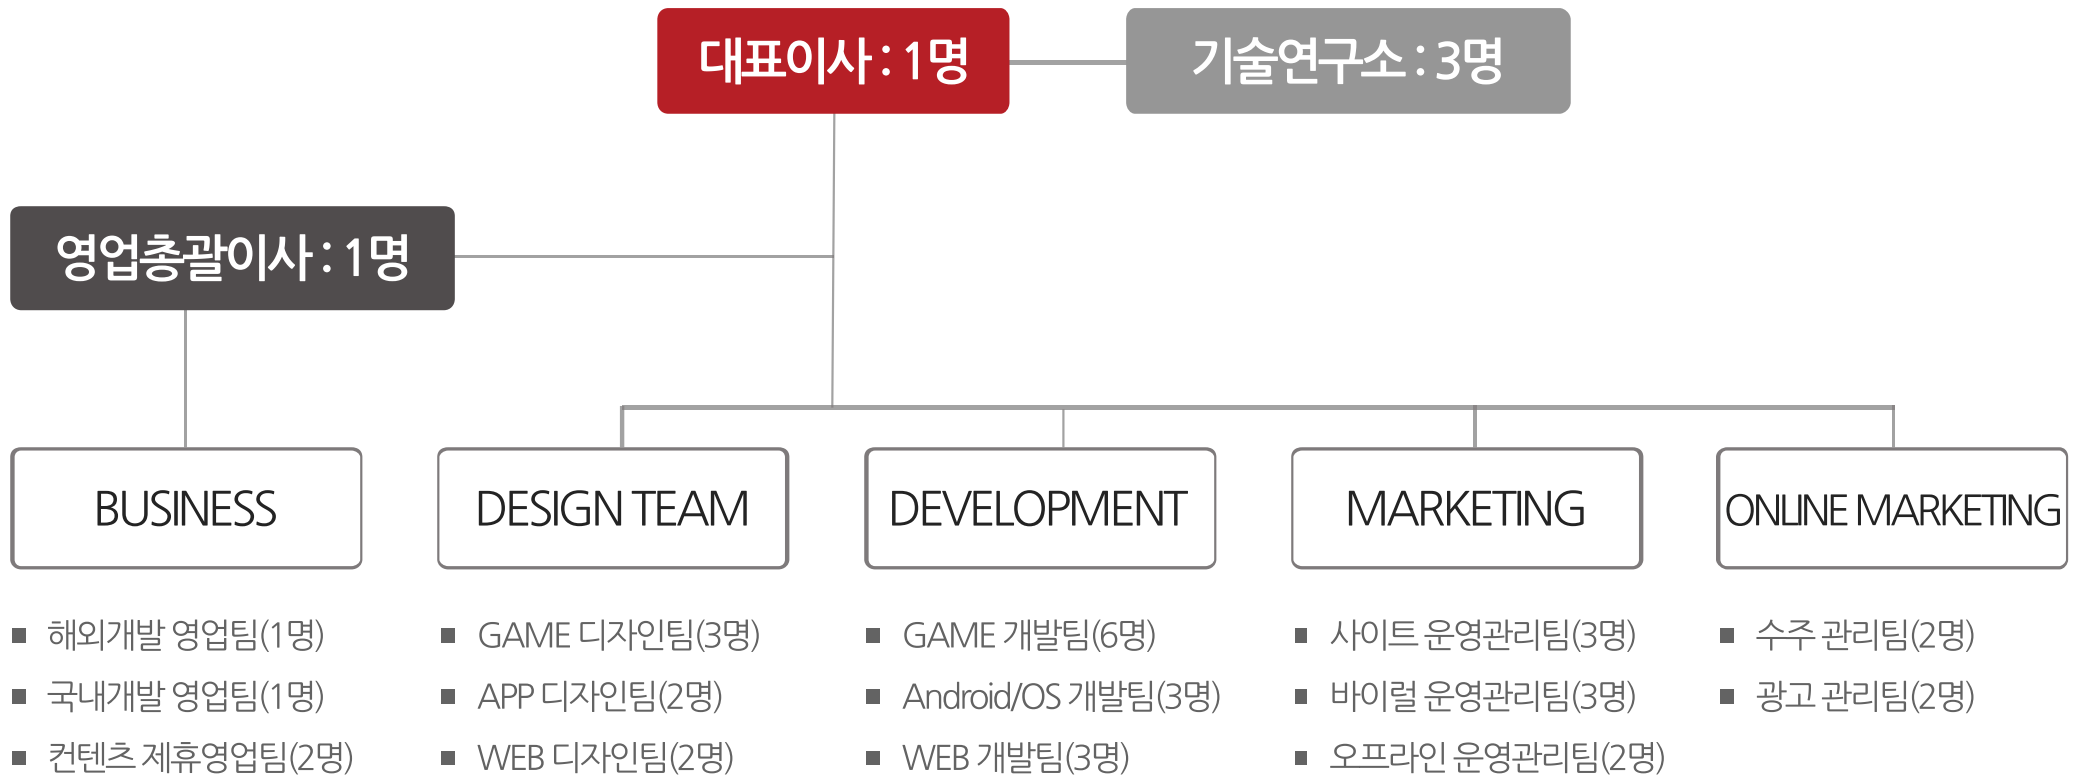 대표이사 : 1명
기술연구소 : 3명
영업총괄이사 : 1명
BUSINESS
해외개발 영업팀(1명)
국내개발 영업팀(1명)
컨텐츠 제휴영업팀(2명)
DESIGN TEAM
GAME 디자인팀(3명)
APP 디자인팀(2명)
WEB 디자인팀(2명)
DEVELOPMENT
GAME 개발팀(6명)
Android/OS 개발팀(3명)
WEB 개발팀(3명)
MARKETING
사이트 운영관리팀(3명)
바이럴 운영관리팀(3명)
오프라인 운영관리팀(2명)
ONLINE MARKETING
수주 관리팀(2명)
광고 관리팀(2명)